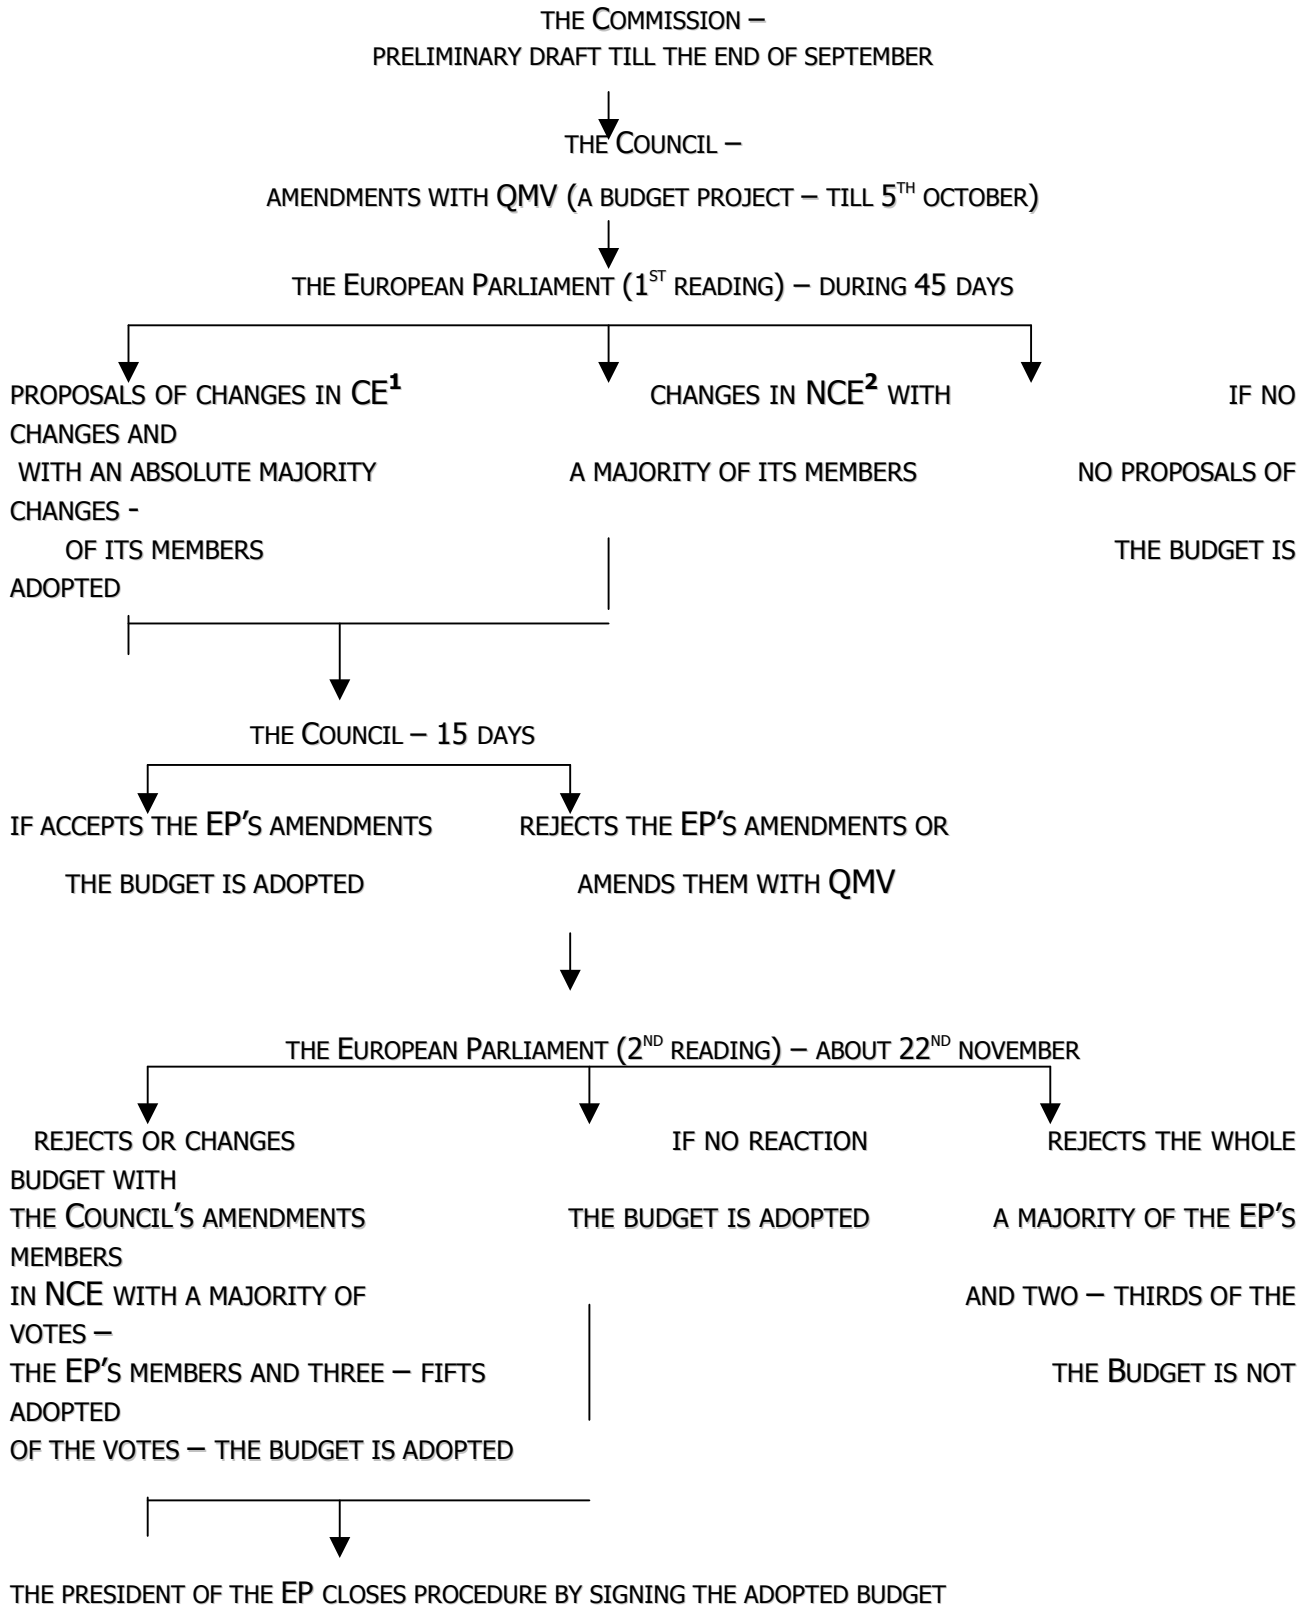 THE COMMISSION –
PRELIMINARY DRAFT TILL THE END OF SEPTEMBER
THE COUNCIL –
AMENDMENTS WITH QMV (A BUDGET PROJECT – TILL 5TH OCTOBER)
THE EUROPEAN PARLIAMENT (1ST READING) – DURING 45 DAYS
PROPOSALS OF CHANGES IN CE1 CHANGES IN NCE2 WITH IF NO
CHANGES AND
WITH AN ABSOLUTE MAJORITY A MAJORITY OF ITS MEMBERS NO PROPOSALS OF
CHANGES -
OF ITS MEMBERS THE BUDGET IS
ADOPTED
THE COUNCIL – 15 DAYS
IF ACCEPTS THE EP'S AMENDMENTS REJECTS THE EP'S AMENDMENTS OR
THE BUDGET IS ADOPTED AMENDS THEM WITH QMV
THE EUROPEAN PARLIAMENT (2ND READING) – ABOUT 22ND NOVEMBER
REJECTS OR CHANGES IF NO REACTION REJECTS THE WHOLE
BUDGET WITH
THE COUNCIL'S AMENDMENTS THE BUDGET IS ADOPTED A MAJORITY OF THE EP'S
MEMBERS
IN NCE WITH A MAJORITY OF AND TWO – THIRDS OF THE
VOTES –
THE EP'S MEMBERS AND THREE – FIFTS THE BUDGET IS NOT
ADOPTED
OF THE VOTES – THE BUDGET IS ADOPTED
THE PRESIDENT OF THE EP CLOSES PROCEDURE BY SIGNING THE ADOPTED BUDGET